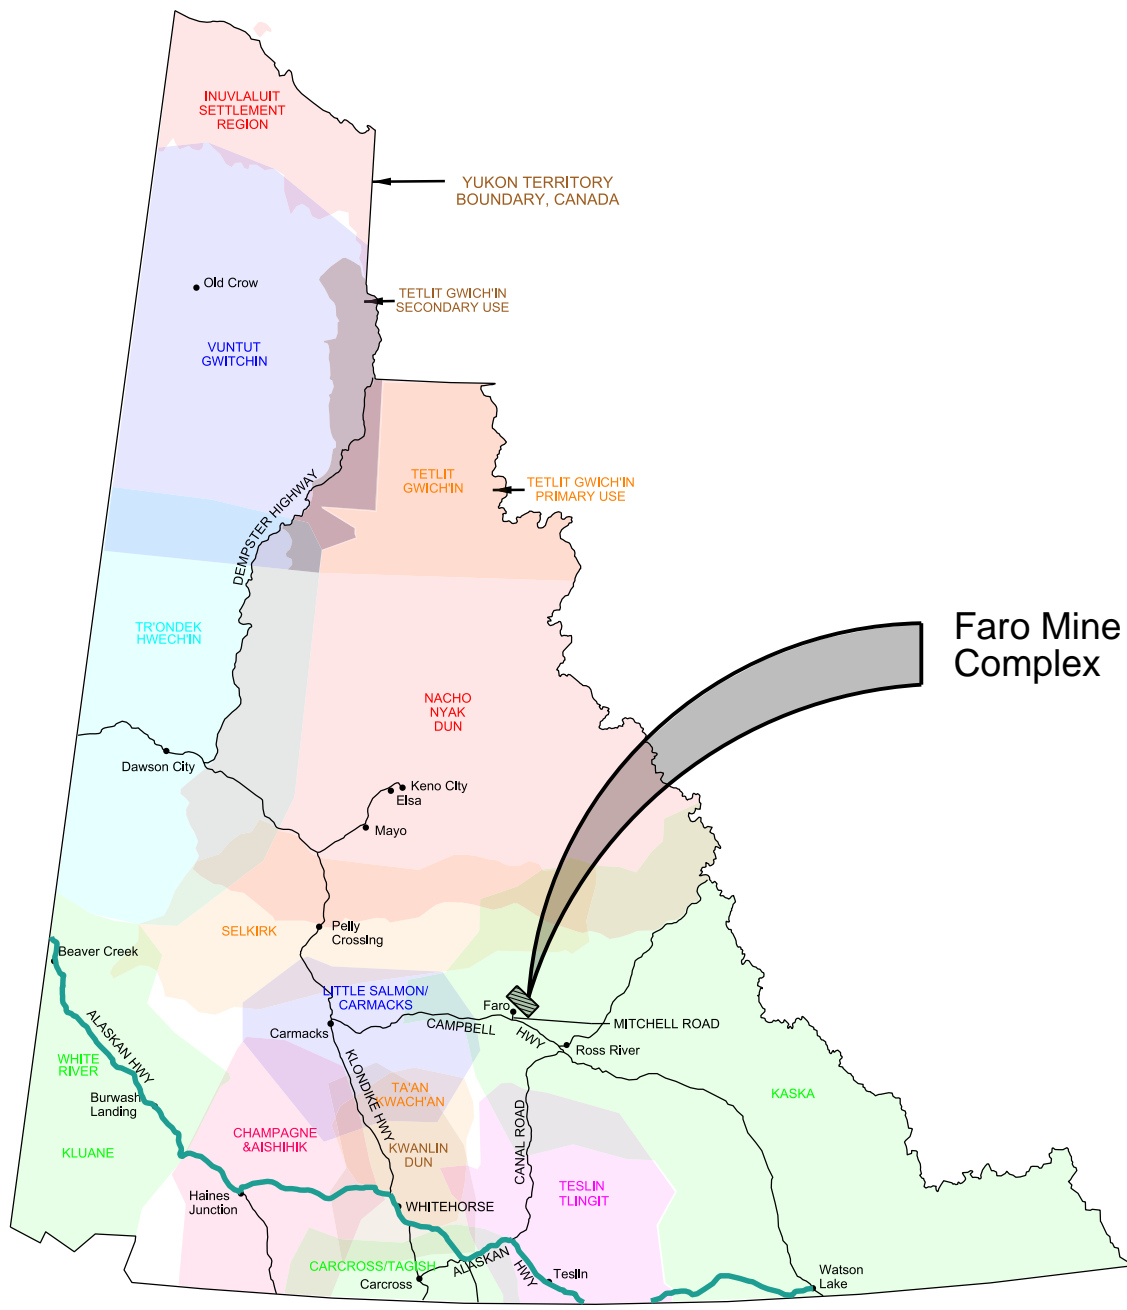 INUVLALUIT
SETTLEMENT
REGION
YUKON TERRITORY
BOUNDARY, CANADA
Old Crow
TETLIT GWICH'IN
SECONDARY USE
VUNTUT
GWITCHIN
TETLIT
GWICH'IN
TETLIT GWICH'IN
PRIMARY USE
DEMPSTER HIGHWAY
TR'ONDEK
HWECH'IN
Faro Mine
Complex
NACHO
NYAK
DUN
Dawson City
Keno City
Elsa
Mayo
SELKIRK
Pelly
Crossing
Beaver Creek
LITTLE SALMON/
CARMACKS
Faro
MITCHELL ROAD
Carmacks
CAMPBELL
HWY
Ross River
ALASKAN HWY
WHITE
RIVER
KLONDIKE HWY
TA'AN
KWACH'AN
KASKA
Burwash
Landing
CHAMPAGNE
&AISHIHIK
KLUANE
KWANLIN
DUN
CANAL ROAD
TESLIN
TLINGIT
Haines
Junction
WHITEHORSE
CARCROSS/TAGISH
Carcross
ALASKAN
HWY
Teslin
Watson
Lake